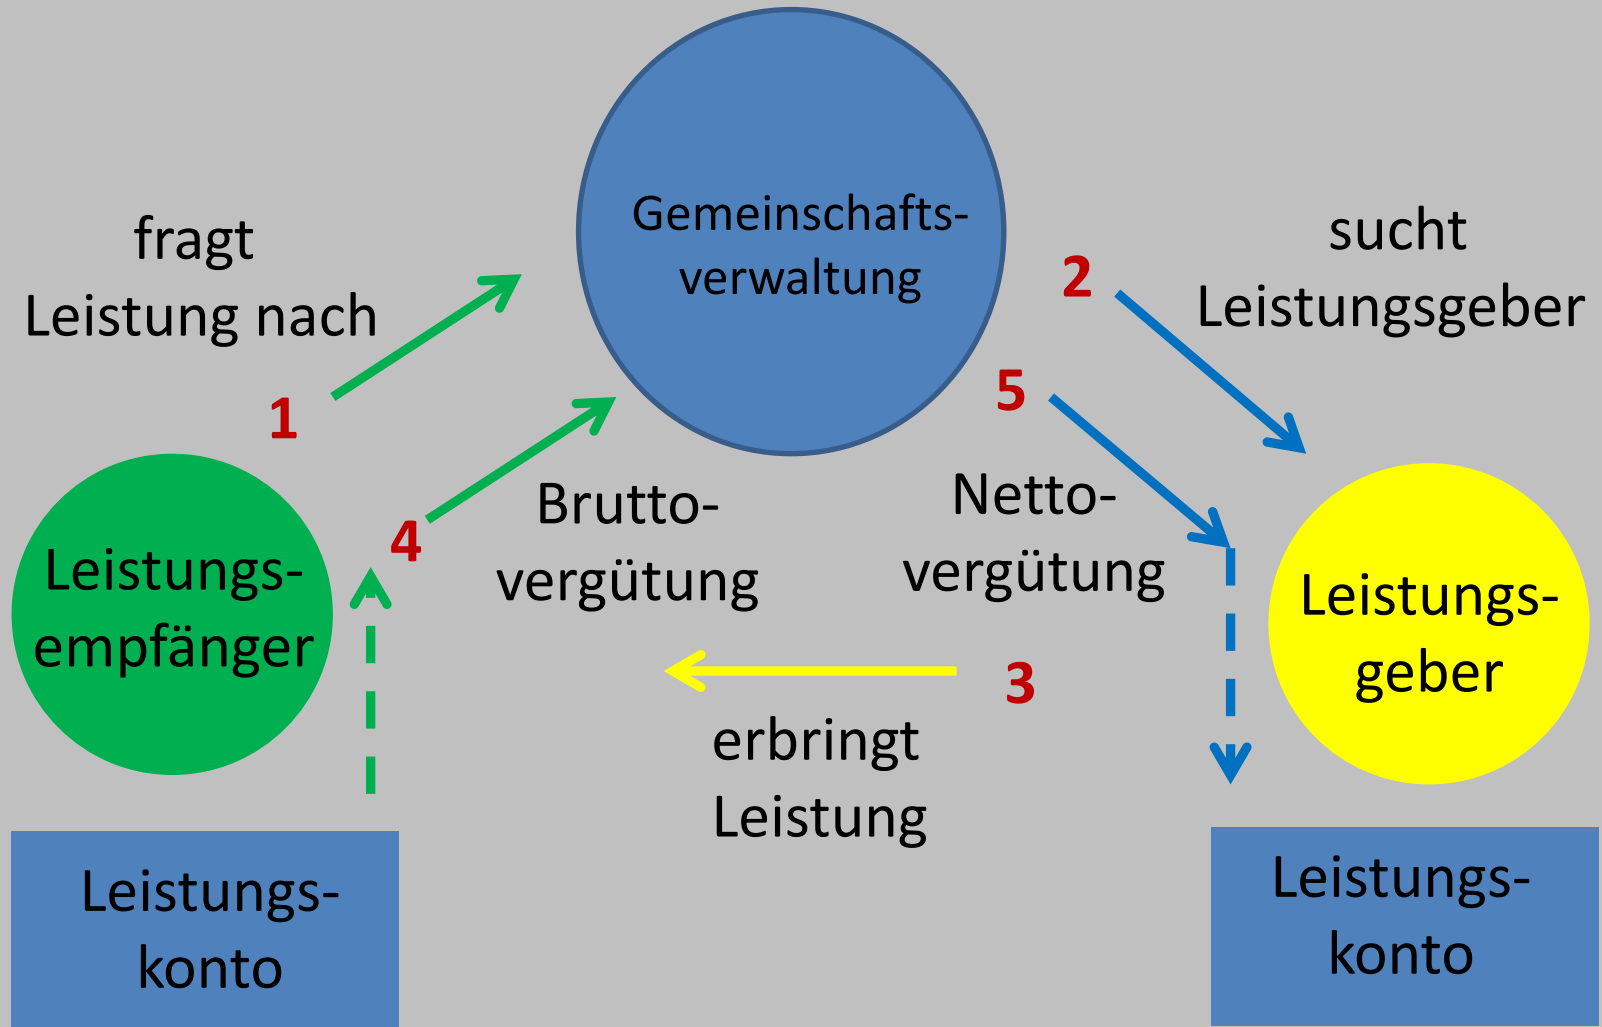 Gemeinschafts-
verwaltung
fragt
Leistung nach
1
sucht
Leistungsgeber
2
5
4
Brutto-
vergütung
Netto-
vergütung
Leistungs-
empfänger
Leistungs-
geber
3
erbringt
Leistung
Leistungs-
konto
Leistungs-
konto